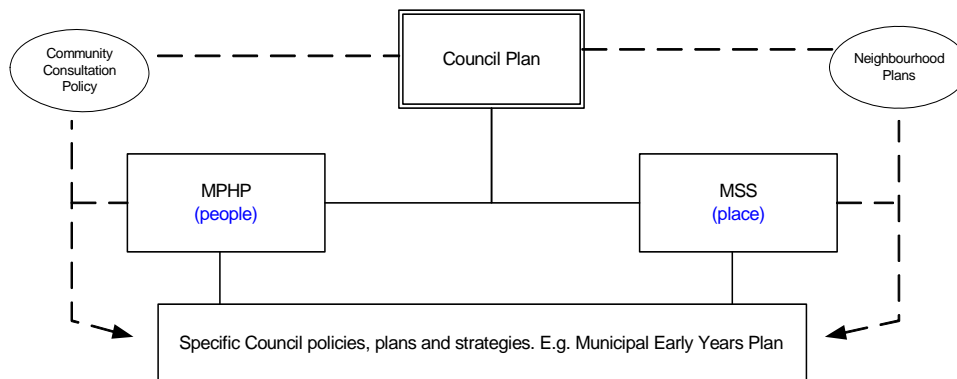 Community
Consultation
Policy
Council Plan
Neighbourhood
Plans
MPHP
(people)
MSS
(place)
Specific Council policies, plans and strategies. E.g. Municipal Early Years Plan